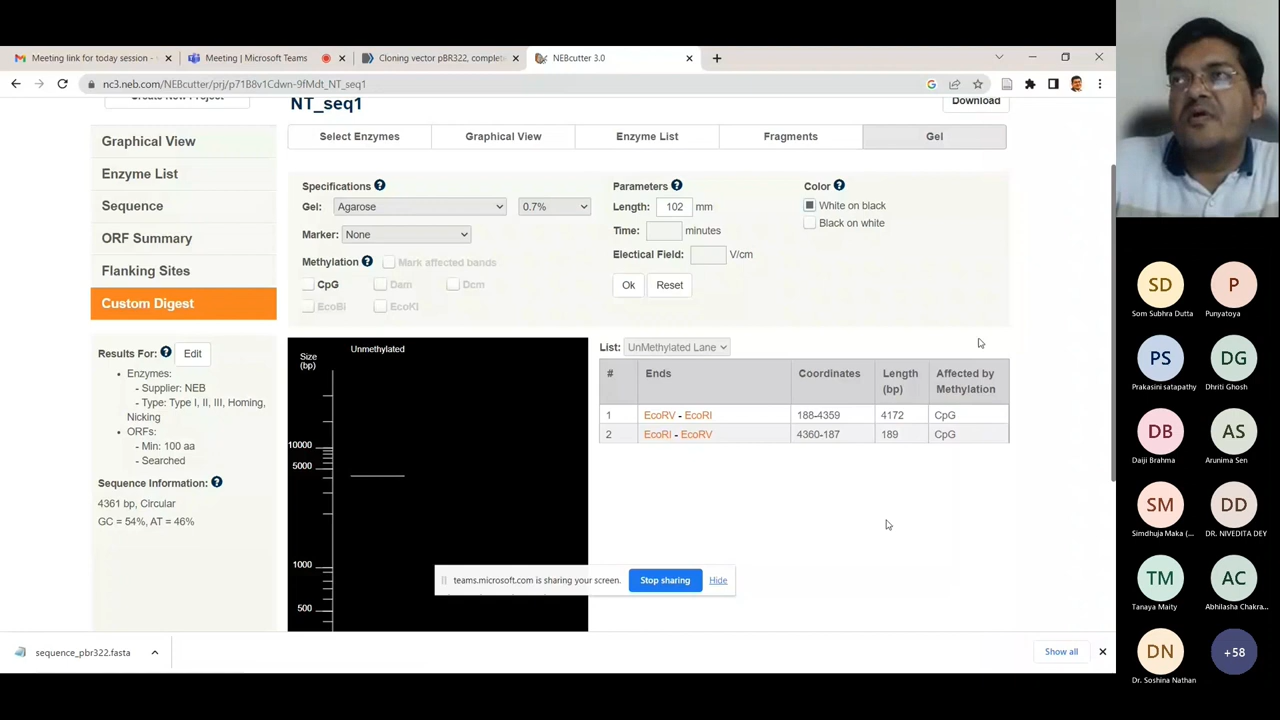 Meeting link for today session -
Meeting | Microsoft Teams
Cloning vector pBR322, complet
NEBcutter 3.0
nc3.neb.com/NEBcutter/prj/p71B8v1Cdwn-9fMdt_NT_seq1
NT_seq1
Download
Graphical View
Enzyme List
Sequence
ORF Summary
Flanking Sites
Custom Digest
Results For:
Edit
Enzymes:
- Supplier: NEB
- Type: Type I, II, III, Homing,
Nicking
ORFs:
- Min: 100 aa
- Searched
Sequence Information:
4361 bp, Circular
GC = 54%, AT = 46%
Select Enzymes
Graphical View
Enzyme List
Fragments
Gel
Specifications
Gel: Agarose 0.7%
Marker: None
Methylation Mark affected bands
CpG Dam Dcm
EcoBI EcoKI
Parameters
Length: 102 mm
Time: minutes
Electical Field: V/cm
Ok Reset
Color
White on black
Black on white
Size
(bp)
Unmethylated
10000
5000
1000
500
List: UnMethylated Lane
# Ends Coordinates Length (bp) Affected by Methylation
1 EcoRV - EcoRI 188-4359 4172 CpG
2 EcoRI - EcoRV 4360-187 189 CpG
teams.microsoft.com is sharing your screen. Stop sharing Hide
sequence_pbr322.fasta
Show all
SD
Som Subhra Dutta
P
Punyatoya
PS
Prakasini satapathy
DG
Dhriti Ghosh
DB
Daiji Brahma
AS
Arunima Sen
SM
Simdhuja Maka (...
DD
DR. NIVEDITA DEY
TM
Tanaya Maity
AC
Abhilasha Chakra...
DN
Dr. Soshina Nathan
+58